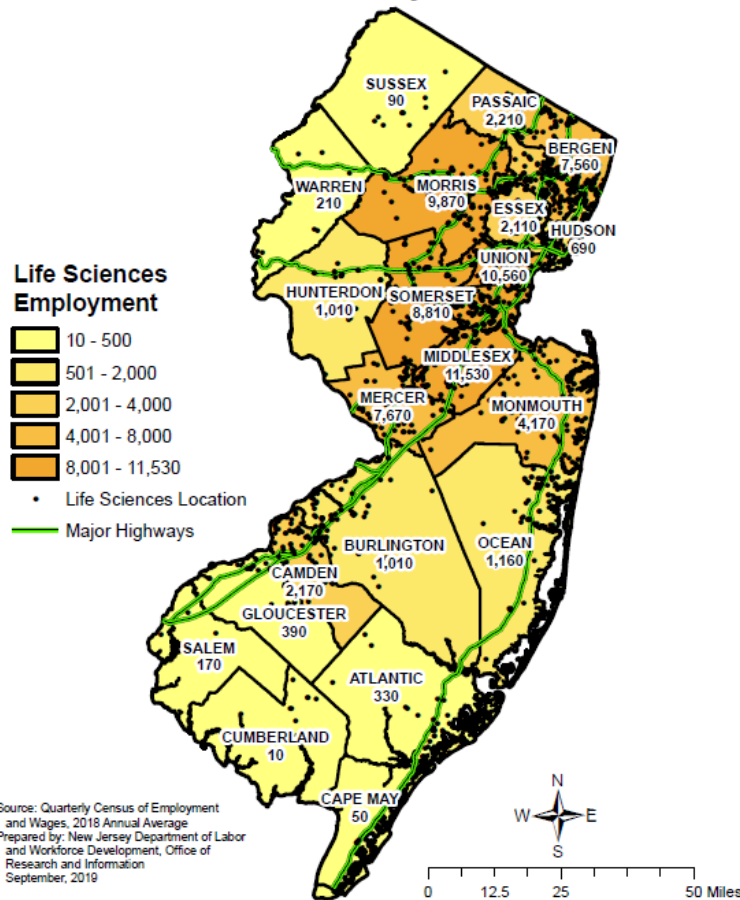 SUSSEX
90
PASSAIC
2,210
BERGEN
7,560
WARREN
210
MORRIS
9,870
ESSEX
2,110
HUDSON
690
UNION
10,560
HUNTERDON
1,010
SOMERSET
8,810
MIDDLESEX
11,530
MERCER
7,670
MONMOUTH
4,170
Life Sciences
Employment
10 - 500
501 - 2,000
2,001 - 4,000
4,001 - 8,000
8,001 - 11,530
Life Sciences Location
Major Highways
BURLINGTON
1,010
OCEAN
1,160
CAMDEN
2,170
GLOUCESTER
390
SALEM
170
ATLANTIC
330
CUMBERLAND
10
CAPE MAY
50
Source: Quarterly Census of Employment
and Wages, 2018 Annual Average
Prepared by: New Jersey Department of Labor
and Workforce Development, Office of
Research and Information
September, 2019
N
W E
S
0 12.5 25 50 Miles